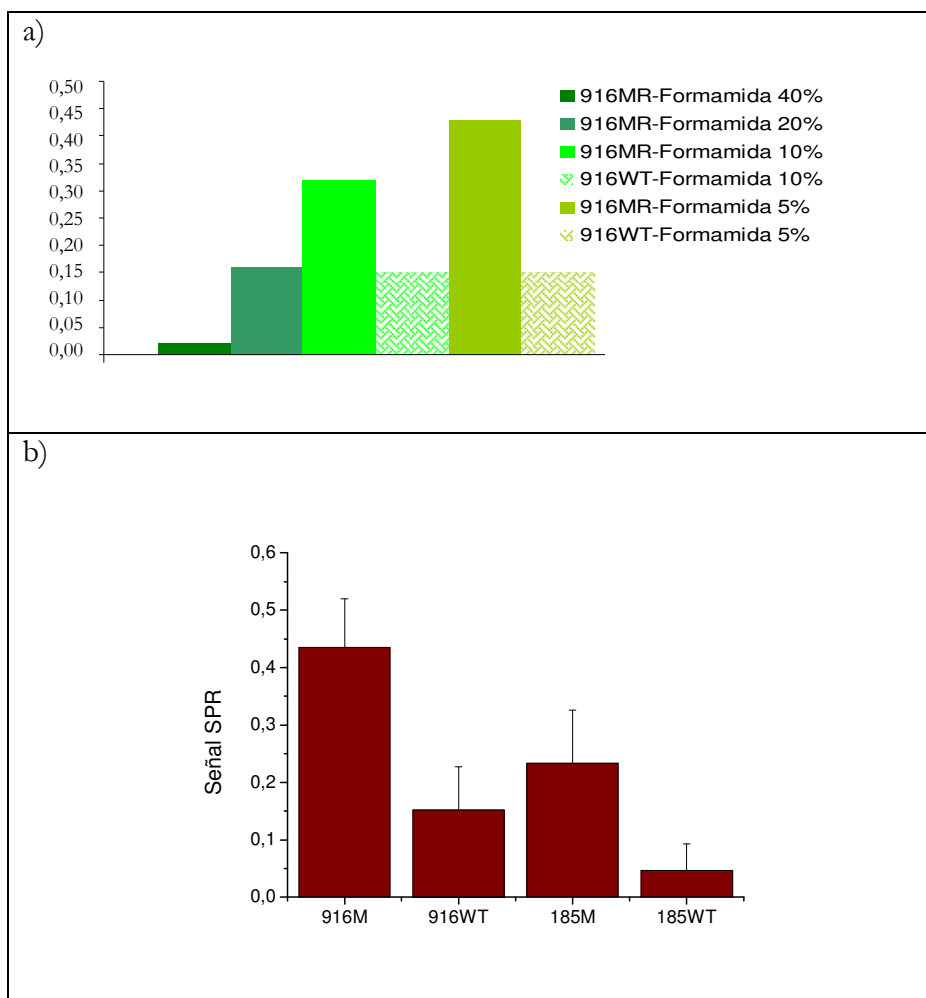 a)
0,50
0,45
0,40
0,35
0,30
0,25
0,20
0,15
0,10
0,05
0,00
916MR-Formamida 40%
916MR-Formamida 20%
916MR-Formamida 10%
916WT-Formamida 10%
916MR-Formamida 5%
916WT-Formamida 5%
b)
Señal SPR
0,6
0,5
0,4
0,3
0,2
0,1
0,0
916M 916WT 185M 185WT